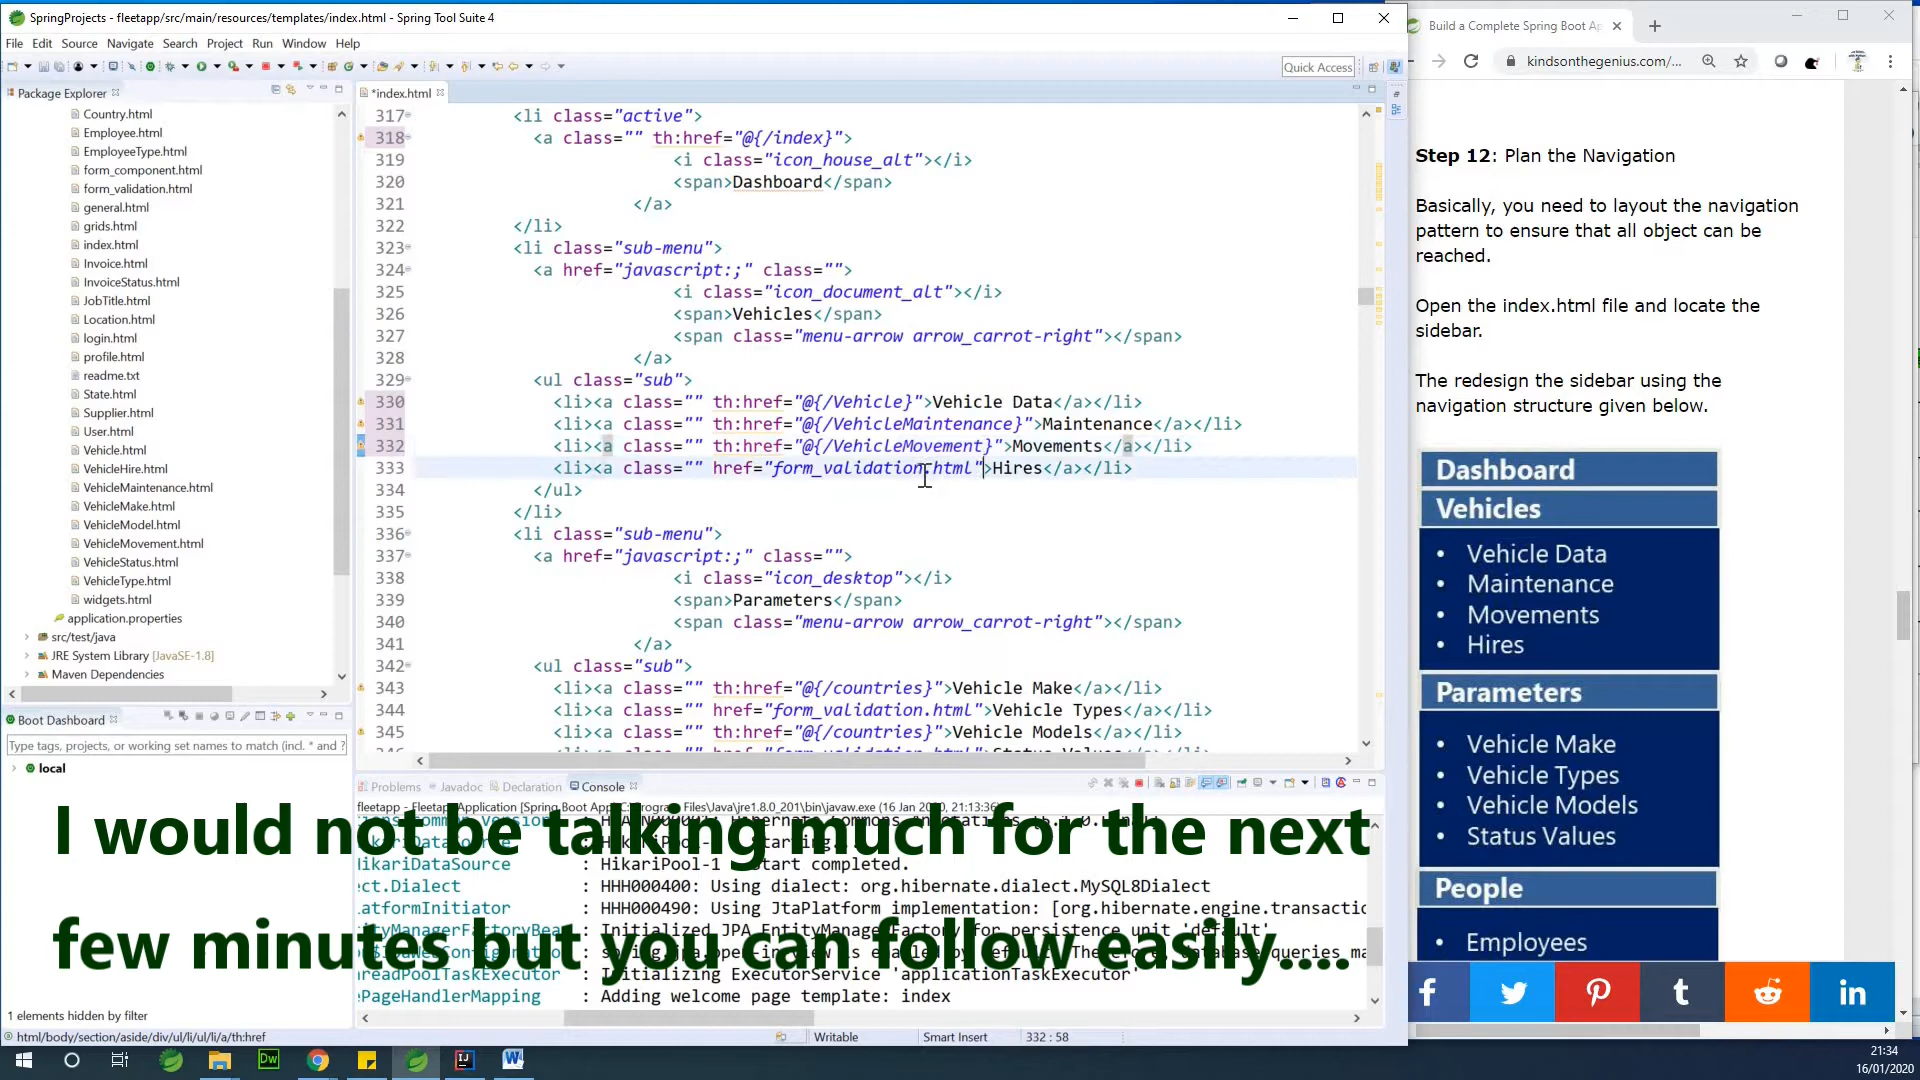 SpringProjects - fleetapp/src/main/resources/templates/index.html - Spring Tool Suite 4
File Edit Source Navigate Search Project Run Window Help
Quick Access
Package Explorer
Country.html
Employee.html
EmployeeType.html
form_component.html
form_validation.html
general.html
grids.html
index.html
Invoice.html
InvoiceStatus.html
JobTitle.html
Location.html
login.html
profile.html
readme.txt
State.html
Supplier.html
User.html
Vehicle.html
VehicleHire.html
VehicleMaintenance.html
VehicleMake.html
VehicleModel.html
VehicleMovement.html
VehicleStatus.html
VehicleType.html
widgets.html
application.properties
src/test/java
JRE System Library [JavaSE-1.8]
Maven Dependencies
Boot Dashboard
Type tags, projects, or working set names to match (incl. * and ?
local
1 elements hidden by filter
*index.html
317 <li class="active">
318 <a class="" th:href="@{/index}">
319 <i class="icon_house_alt"></i>
320 <span>Dashboard</span>
321 </a>
322 </li>
323 <li class="sub-menu">
324 <a href="javascript:;" class="">
325 <i class="icon_document_alt"></i>
326 <span>Vehicles</span>
327 <span class="menu-arrow arrow_carrot-right"></span>
328 </a>
329 <ul class="sub">
330 <li><a class="" th:href="@{/Vehicle}">Vehicle Data</a></li>
331 <li><a class="" th:href="@{/VehicleMaintenance}">Maintenance</a></li>
332 <li><a class="" th:href="@{/VehicleMovement}">Movements</a></li>
333 <li><a class="" href="form_validation.html">Hires</a></li>
334 </ul>
335 </li>
336 <li class="sub-menu">
337 <a href="javascript:;" class="">
338 <i class="icon_desktop"></i>
339 <span>Parameters</span>
340 <span class="menu-arrow arrow_carrot-right"></span>
341 </a>
342 <ul class="sub">
343 <li><a class="" th:href="@{/countries}">Vehicle Make</a></li>
344 <li><a class="" href="form_validation.html">Vehicle Types</a></li>
345 <li><a class="" th:href="@{/countries}">Vehicle Models</a></li>
Problems Javadoc Declaration Console
HikariDataSource : HikariPool-1 - Start completed.
ct.Dialect : HHH000400: Using dialect: org.hibernate.dialect.MySQL8Dialect
: HHH000490: Using JtaPlatform implementation: [org.hibernate.engine.transactio
: Initialized JPA EntityManagerFactory for persistence unit 'default'
: Initializing ExecutorService 'applicationTaskExecutor'
ePageHandlerMapping : Adding welcome page template: index
I would not be talking much for the next
few minutes but you can follow easily....
html/body/section/aside/div/ul/li/ul/li/a/th:href
Writable Smart Insert 332 : 58
Build a Complete Spring Boot Ap
kindsonthegenius.com/...
Step 12: Plan the Navigation
Basically, you need to layout the navigation
pattern to ensure that all object can be
reached.
Open the index.html file and locate the
sidebar.
The redesign the sidebar using the
navigation structure given below.
Dashboard
Vehicles
• Vehicle Data
• Maintenance
• Movements
• Hires
Parameters
• Vehicle Make
• Vehicle Types
• Vehicle Models
• Status Values
People
• Employees
21:34
16/01/2020